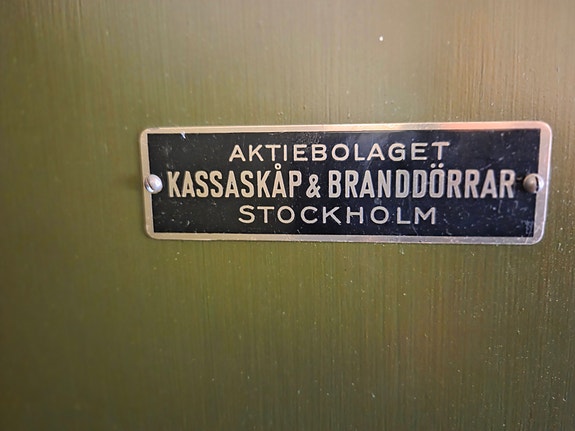 AKTIEBOLAGET
KASSASKÅP & BRANDDÖRRAR
STOCKHOLM